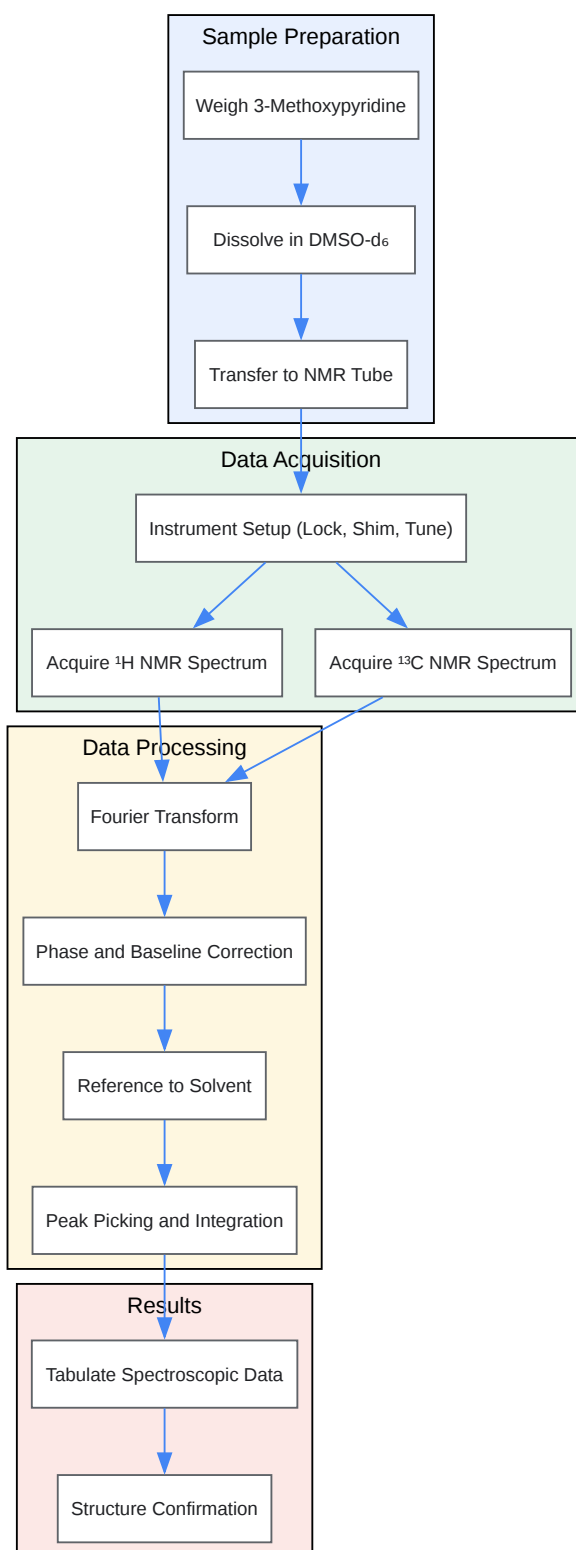 Sample Preparation
Weigh 3-Methoxypyridine
Dissolve in DMSO-d₆
Transfer to NMR Tube
Data Acquisition
Instrument Setup (Lock, Shim, Tune)
Acquire ¹H NMR Spectrum
Acquire ¹³C NMR Spectrum
Data Processing
Fourier Transform
Phase and Baseline Correction
Reference to Solvent
Peak Picking and Integration
Results
Tabulate Spectroscopic Data
Structure Confirmation